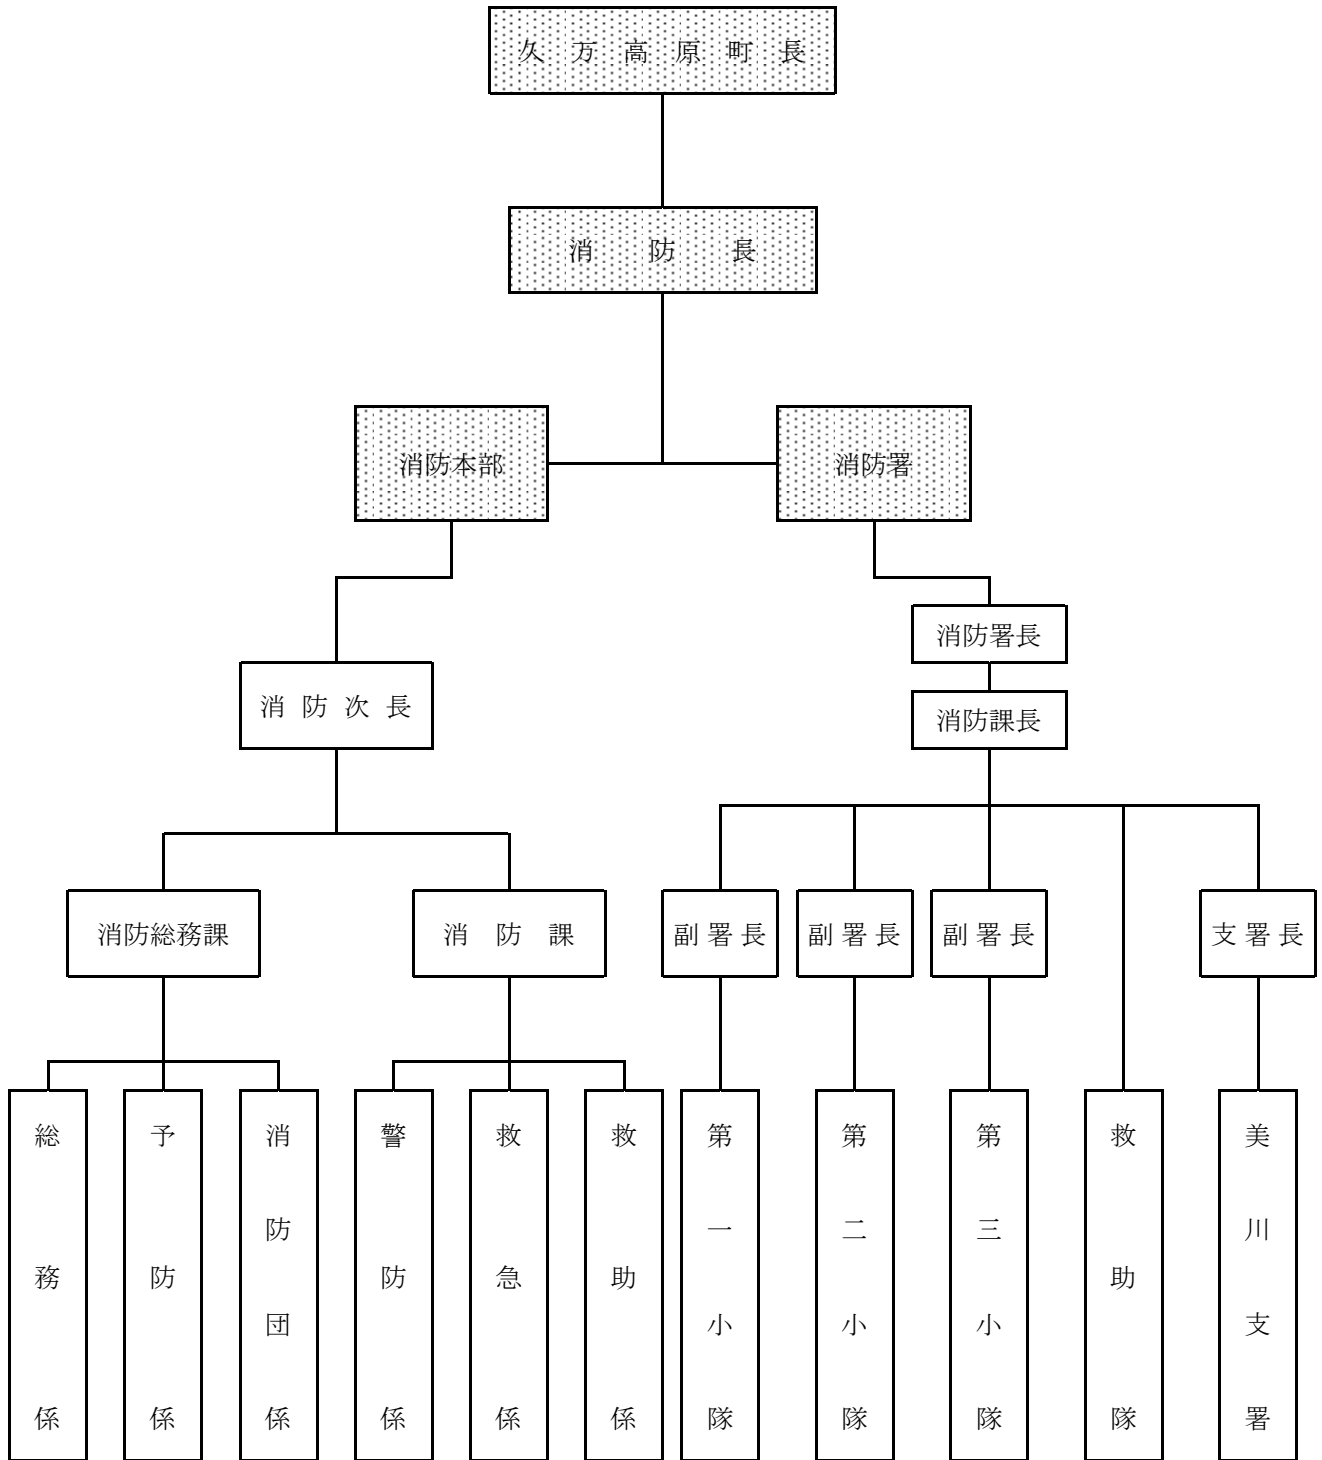 久万高原町長
消防長
消防本部
消防署
消防署長
消防次長
消防課長
消防総務課
消防課
副署長
副署長
副署長
支署長
総務係
予防係
消防団係
警防係
救急係
救助係
第一小隊
第二小隊
第三小隊
救助隊
美川支署